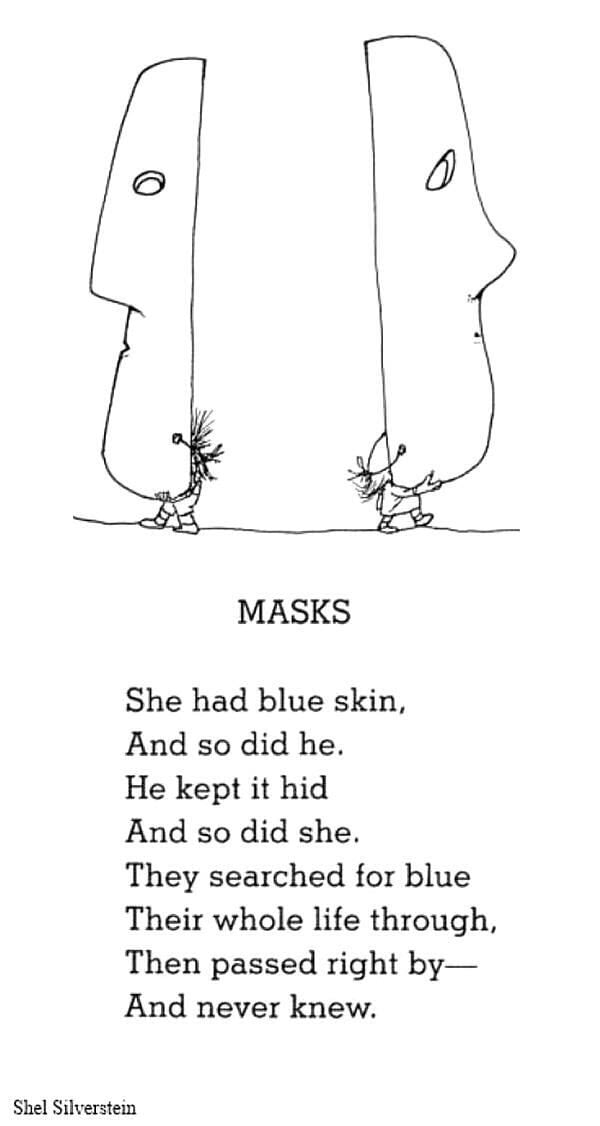 MASKS
She had blue skin,
And so did he.
He kept it hid
And so did she.
They searched for blue
Their whole life through,
Then passed right by—
And never knew.
Shel Silverstein